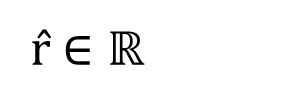 r̂ ∈ ℝ